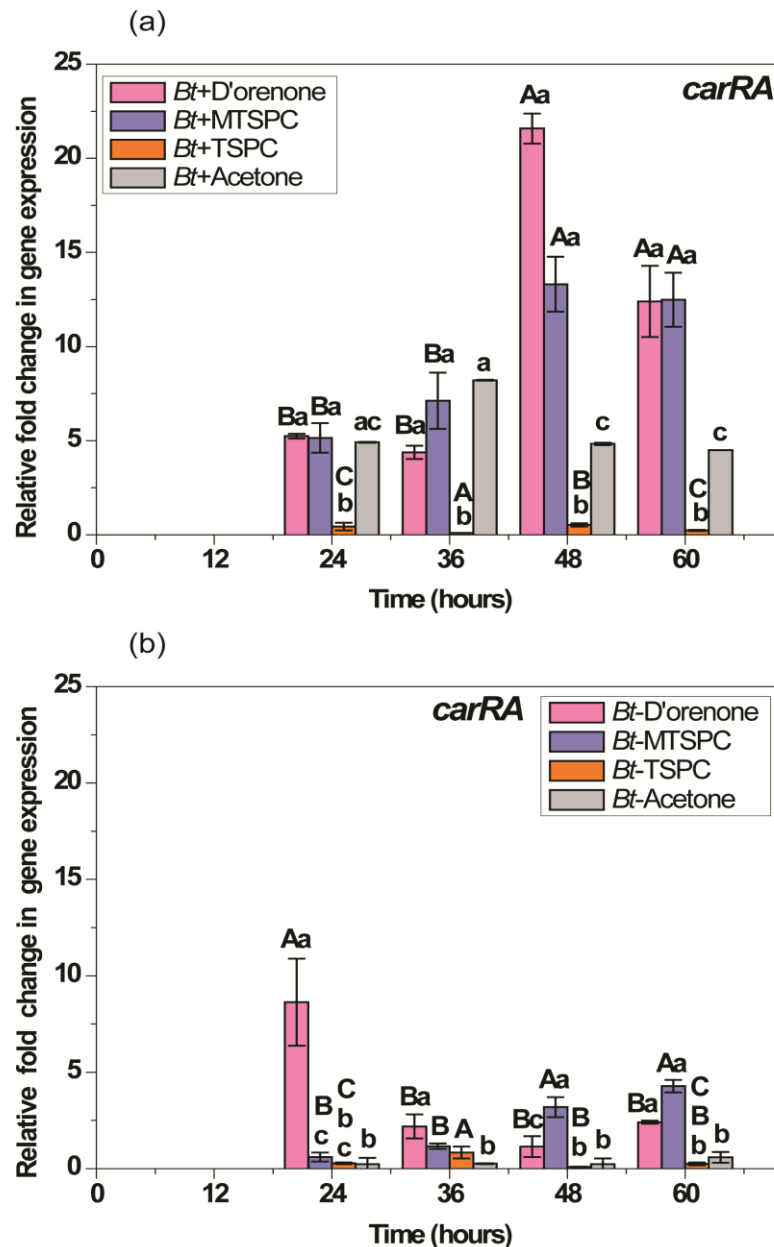 (a)
25
20
15
10
5
0
Relative fold change in gene expression
Bt+D'orenone
Bt+MTSPC
Bt+TSPC
Bt+Acetone
carRA
Ba Ba C b ac
Ba Ba A b a
Aa Aa B b c
Aa Aa C b c
0 12 24 36 48 60
Time (hours)
(b)
25
20
15
10
5
0
Relative fold change in gene expression
carRA
Bt-D'orenone
Bt-MTSPC
Bt-TSPC
Bt-Acetone
Aa B c C b c b
Ba B A b
Bc Aa B b b
Ba Aa C B b
0 12 24 36 48 60
Time (hours)